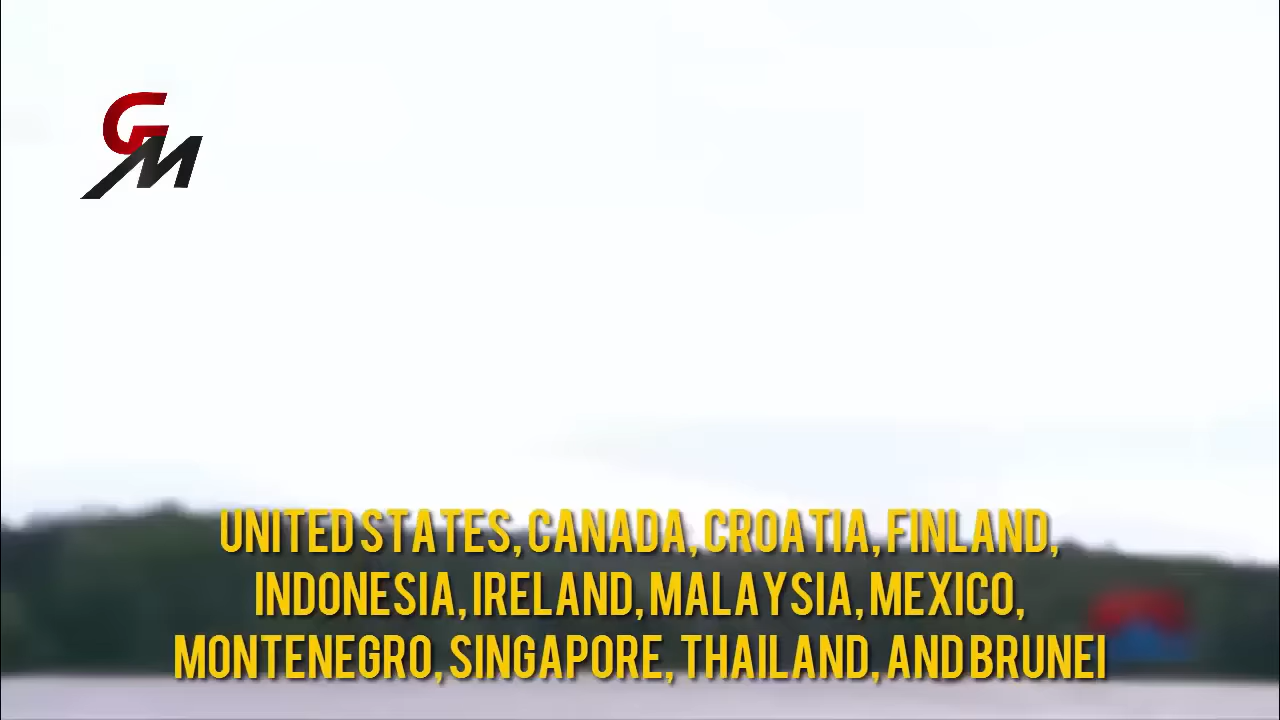 GM
UNITED STATES, CANADA, CROATIA, FINLAND,
INDONESIA, IRELAND, MALAYSIA, MEXICO,
MONTENEGRO, SINGAPORE, THAILAND, AND BRUNEI